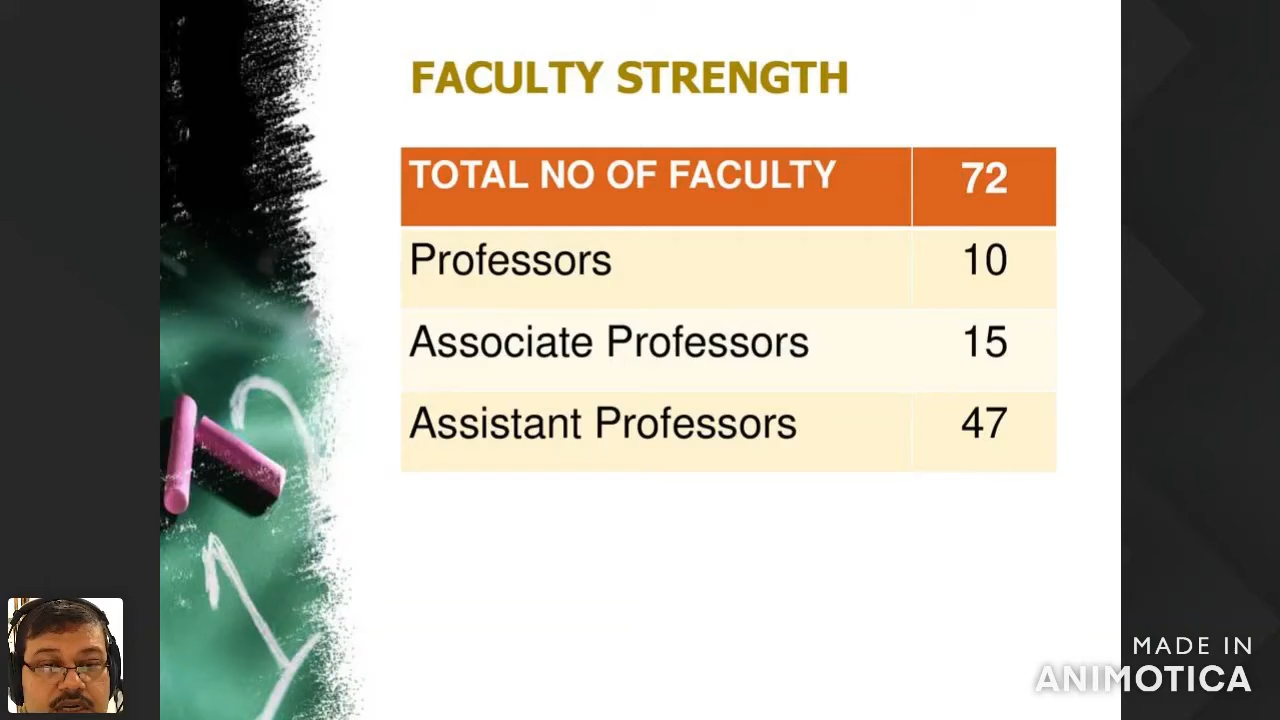 FACULTY STRENGTH
TOTAL NO OF FACULTY 72
Professors 10
Associate Professors 15
Assistant Professors 47
MADE IN
ANIMOTICA